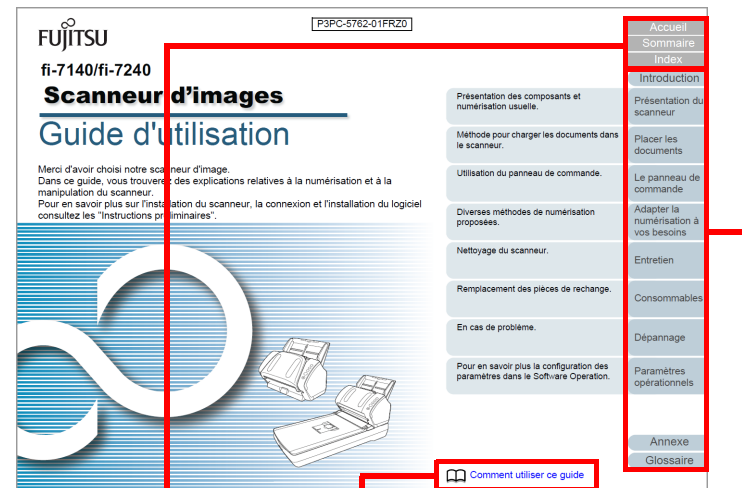 P3PC-5762-01FRZ0
FUJITSU
fi-7140/fi-7240
Scanneur d'images
Guide d'utilisation
Merci d'avoir choisi notre scanneur d'image.
Dans ce guide, vous trouverez des explications relatives à la numérisation et à la
manipulation du scanneur.
Pour en savoir plus sur l'installation du scanneur, la connexion et l'installation du logiciel
consultez les "Instructions préliminaires".
Accueil
Sommaire
Index
Introduction
Présentation des composants et
numérisation usuelle.
Présentation du
scanneur
Méthode pour charger les documents dans
le scanneur.
Placer les
documents
Utilisation du panneau de commande.
Le panneau de
commande
Diverses méthodes de numérisation
proposées.
Adapter la
numérisation à
vos besoins
Nettoyage du scanneur.
Entretien
Remplacement des pièces de rechange.
Consommables
En cas de problème.
Dépannage
Pour en savoir plus la configuration des
paramètres dans le Software Operation.
Paramètres
opérationnels
Annexe
Glossaire
Comment utiliser ce guide